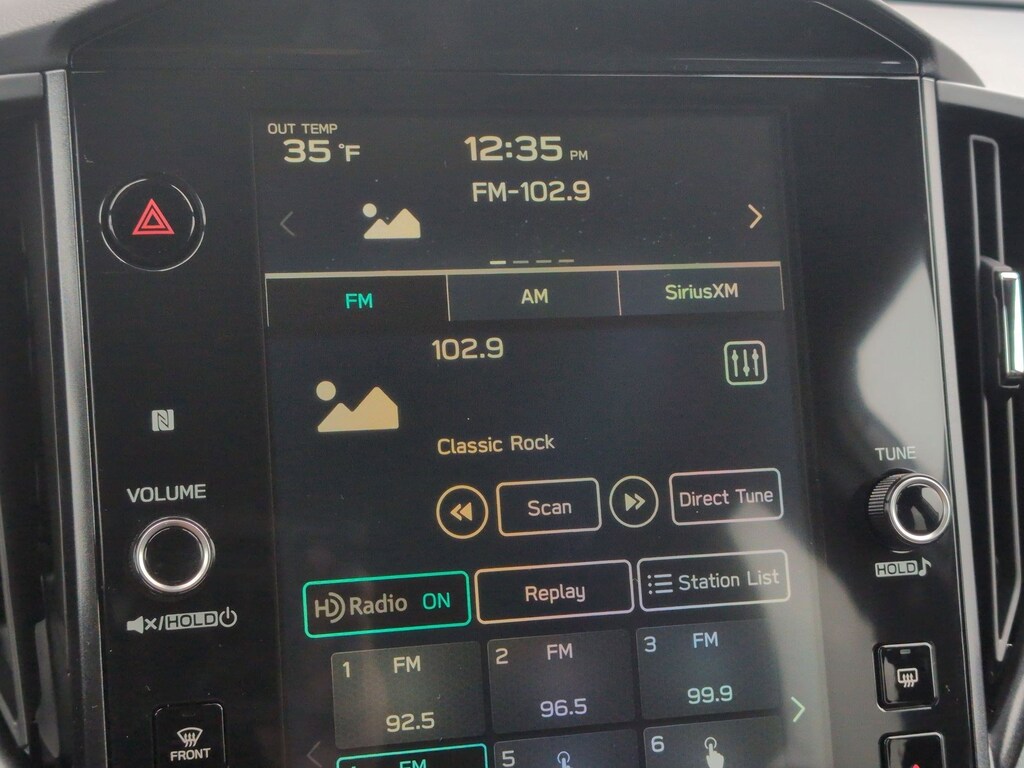 OUT TEMP
35 °F
12:35 PM
FM-102.9
FM
AM
SiriusXM
102.9
Classic Rock
Scan
Direct Tune
HD Radio ON
Replay
Station List
1 FM
92.5
2 FM
96.5
3 FM
99.9
FM
5
6
VOLUME
/HOLD
FRONT
TUNE
HOLD